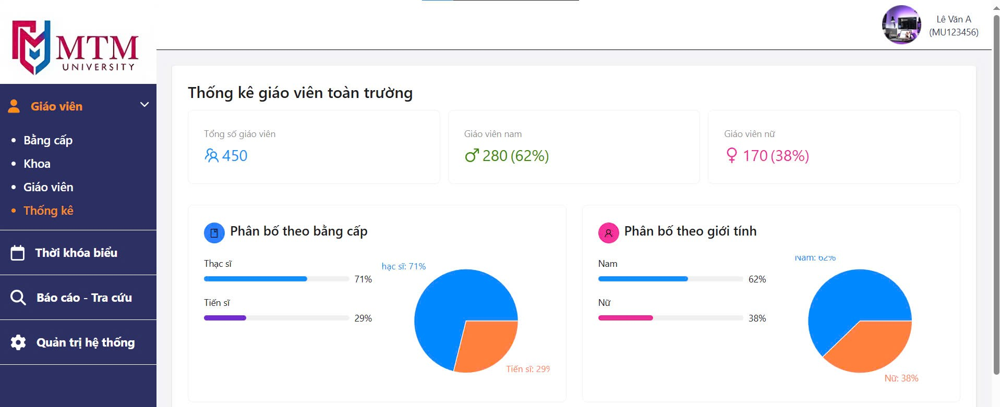 MTM
UNIVERSITY
Lê Văn A
(MU123456)
Giáo viên
Bằng cấp
Khoa
Giáo viên
Thống kê
Thời khóa biểu
Báo cáo - Tra cứu
Quản trị hệ thống
Thống kê giáo viên toàn trường
Tổng số giáo viên
450
Giáo viên nam
280 (62%)
Giáo viên nữ
170 (38%)
Phân bố theo bằng cấp
Thạc sĩ
71%
Tiến sĩ
29%
hạc sĩ: 71%
Tiến sĩ: 29%
Phân bố theo giới tính
Nam
62%
Nữ
38%
Nam: 62%
Nữ: 38%